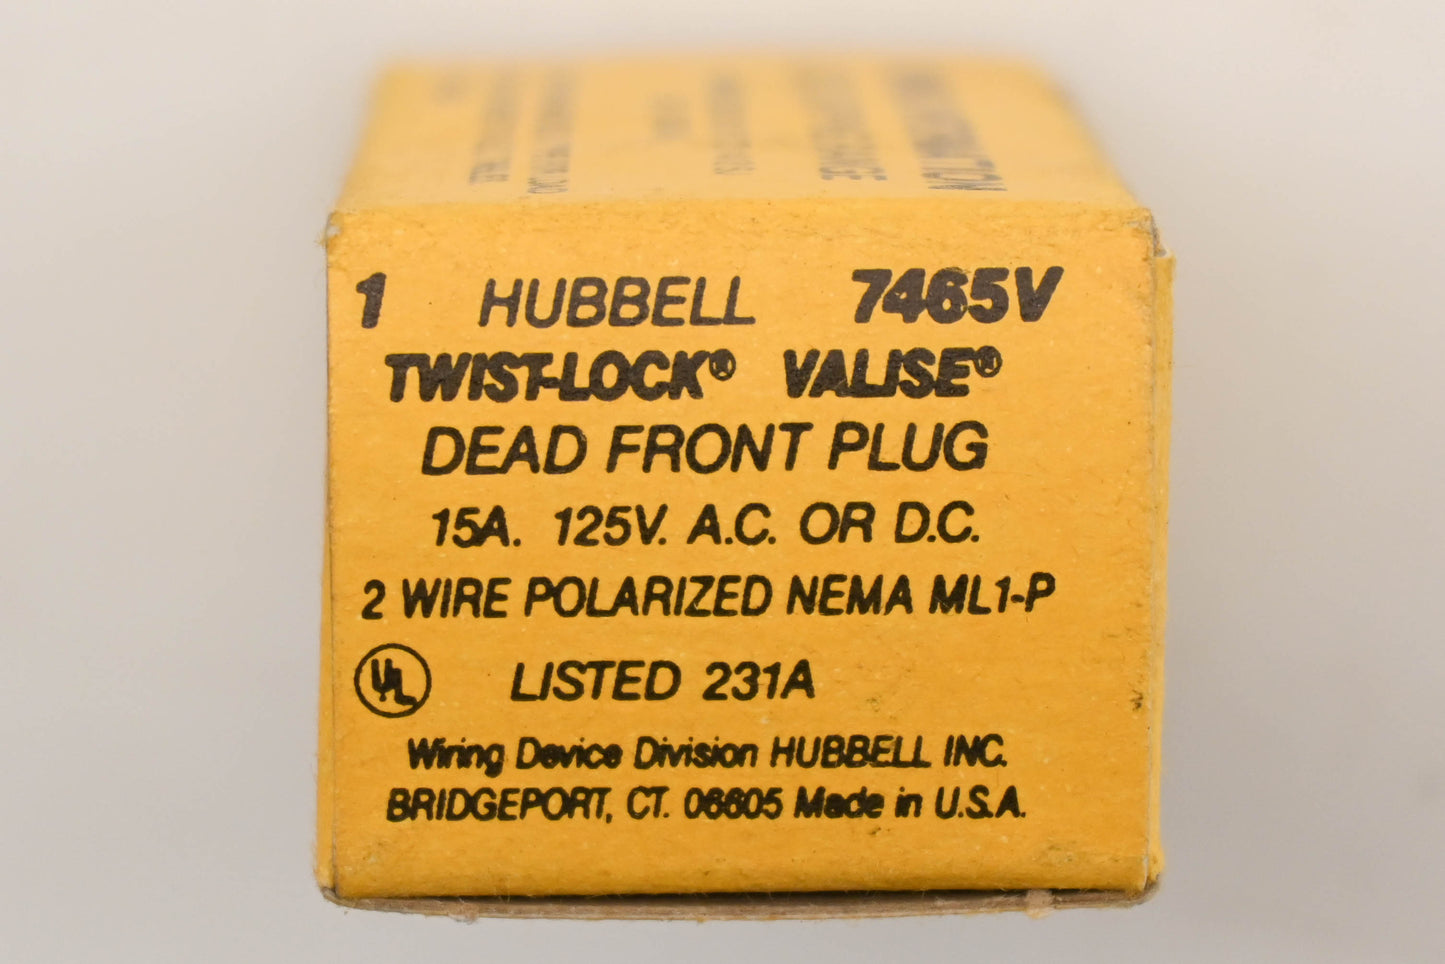 1 HUBBELL 7465V
TWIST-LOCK® VALISE®
DEAD FRONT PLUG
15A. 125V. A.C. OR D.C.
2 WIRE POLARIZED NEMA ML1-P
UL LISTED 231A
Wiring Device Division HUBBELL INC.
BRIDGEPORT, CT. 06605 Made in U.S.A.